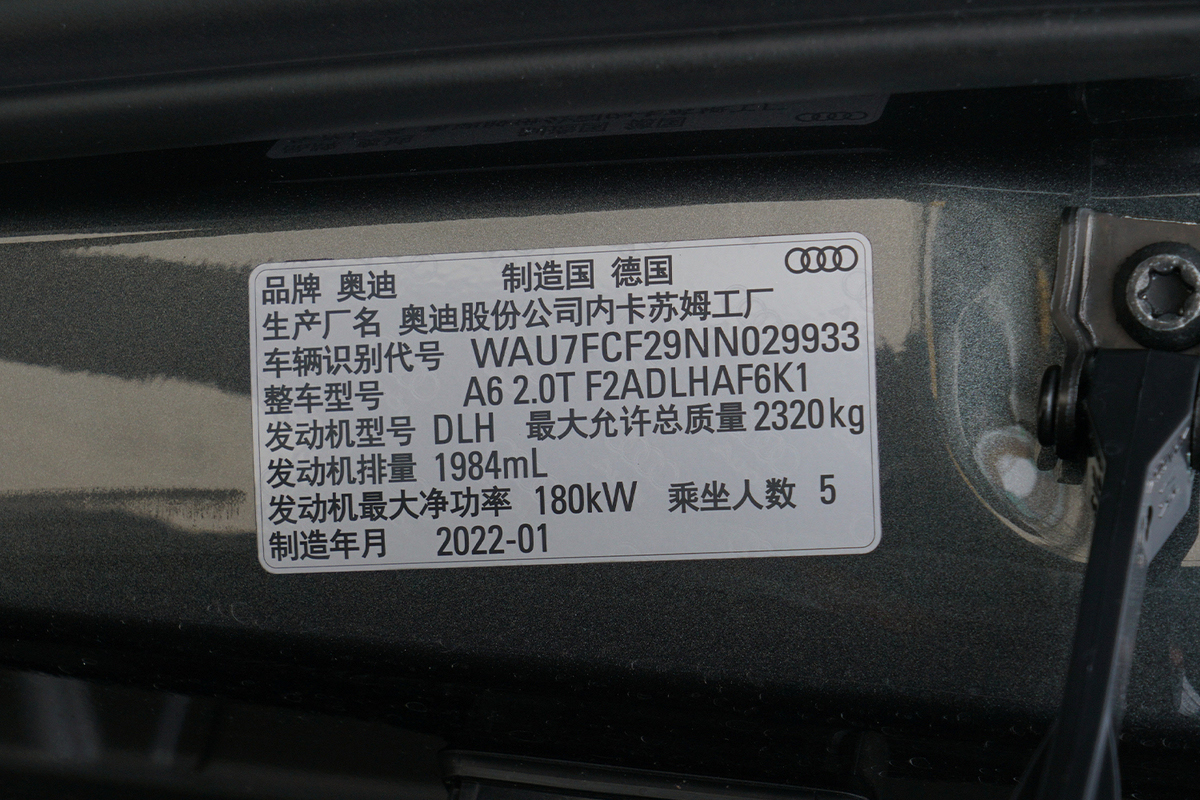 品牌 奥迪 制造国 德国
生产厂名 奥迪股份公司内卡苏姆工厂
车辆识别代号 WAU7FCF29NN029933
整车型号 A6 2.0T F2ADLHAF6K1
发动机型号 DLH 最大允许总质量 2320kg
发动机排量 1984mL
发动机最大净功率 180kW 乘坐人数 5
制造年月 2022-01